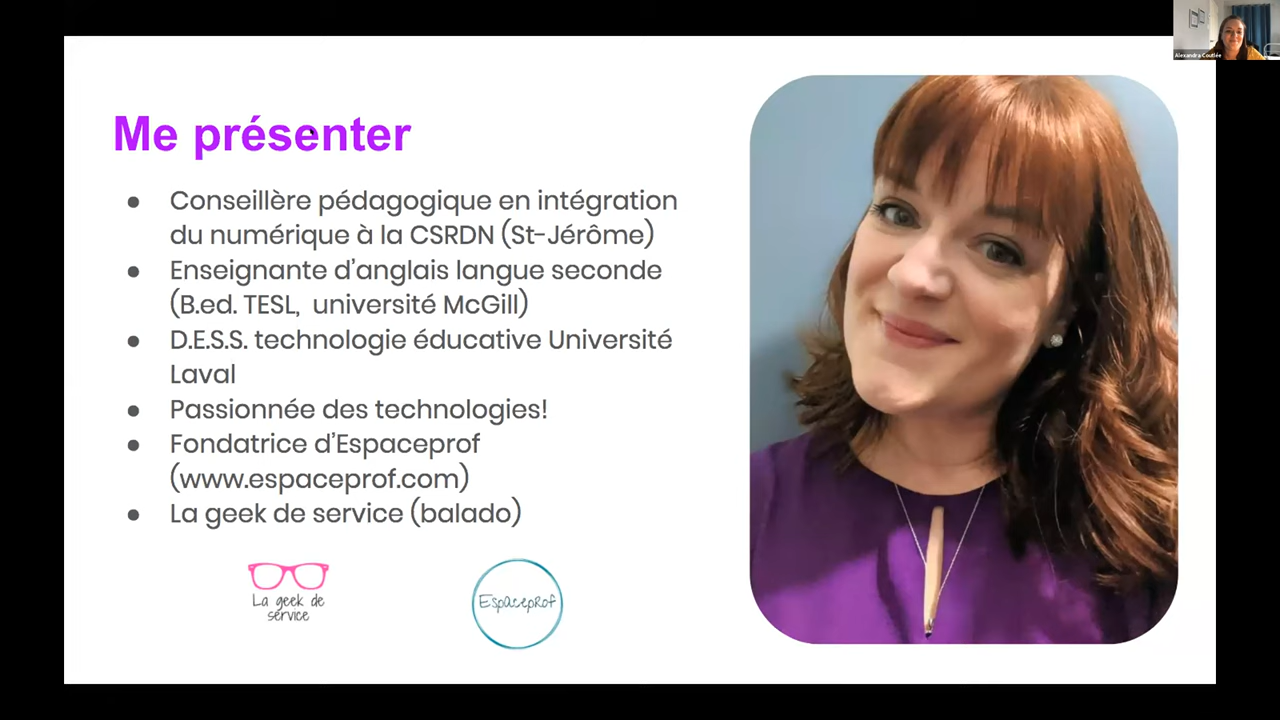 Alexandra Coutlée
Me présenter
● Conseillère pédagogique en intégration
du numérique à la CSRDN (St-Jérôme)
● Enseignante d'anglais langue seconde
(B.ed. TESL, université McGill)
● D.E.S.S. technologie éducative Université
Laval
● Passionnée des technologies!
● Fondatrice d'Espaceprof
(www.espaceprof.com)
● La geek de service (balado)
La geek de
service
Espaceprof